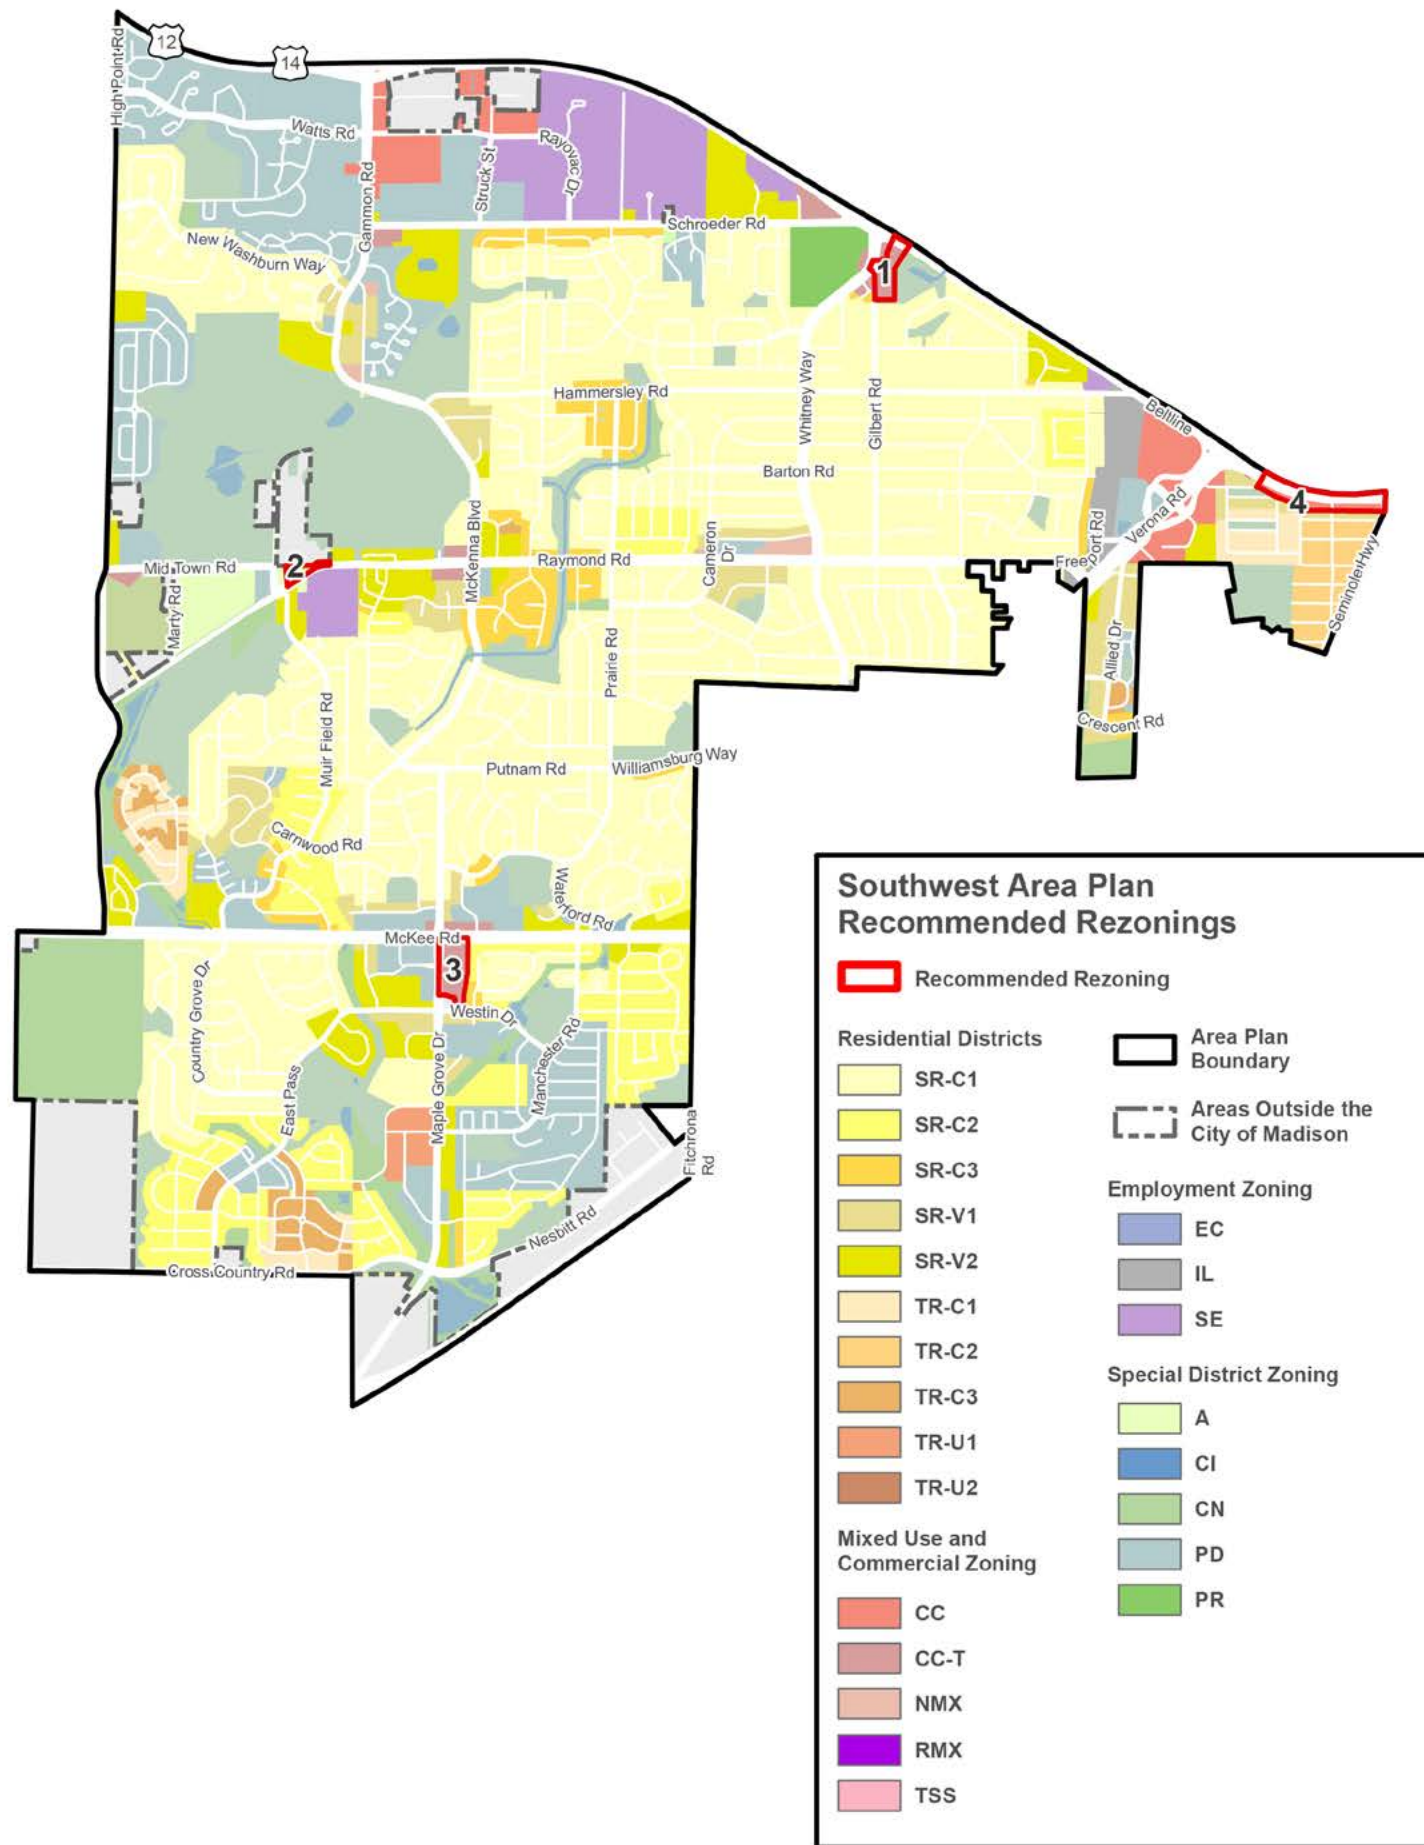 High Point Rd
12
14
Watts Rd
Gammon Rd
Struck St
Rayovac Dr
Schroeder Rd
New Washburn Way
1
Hammersley Rd
Whitney Way
Gilbert Rd
Beltline
Barton Rd
McKenna Blvd
Verona Rd
4
Mid Town Rd
2
Raymond Rd
Cameron
Dr
Freeport Rd
Marty Rd
Seminole Hwy
Prairie Rd
Allied Dr
Muir Field Rd
Crescent Rd
Putnam Rd
Williamsburg Way
Carnwood Rd
Waterford Rd
McKee Rd
3
Westin Dr
Country Grove Dr
Manchester Rd
Maple Grove Dr
East Pass
Fitchrona
Rd
Nesbitt Rd
Cross Country Rd
Southwest Area Plan
Recommended Rezonings
Recommended Rezoning
Residential Districts
SR-C1
SR-C2
SR-C3
SR-V1
SR-V2
TR-C1
TR-C2
TR-C3
TR-U1
TR-U2
Mixed Use and
Commercial Zoning
CC
CC-T
NMX
RMX
TSS
Area Plan
Boundary
Areas Outside the
City of Madison
Employment Zoning
EC
IL
SE
Special District Zoning
A
CI
CN
PD
PR